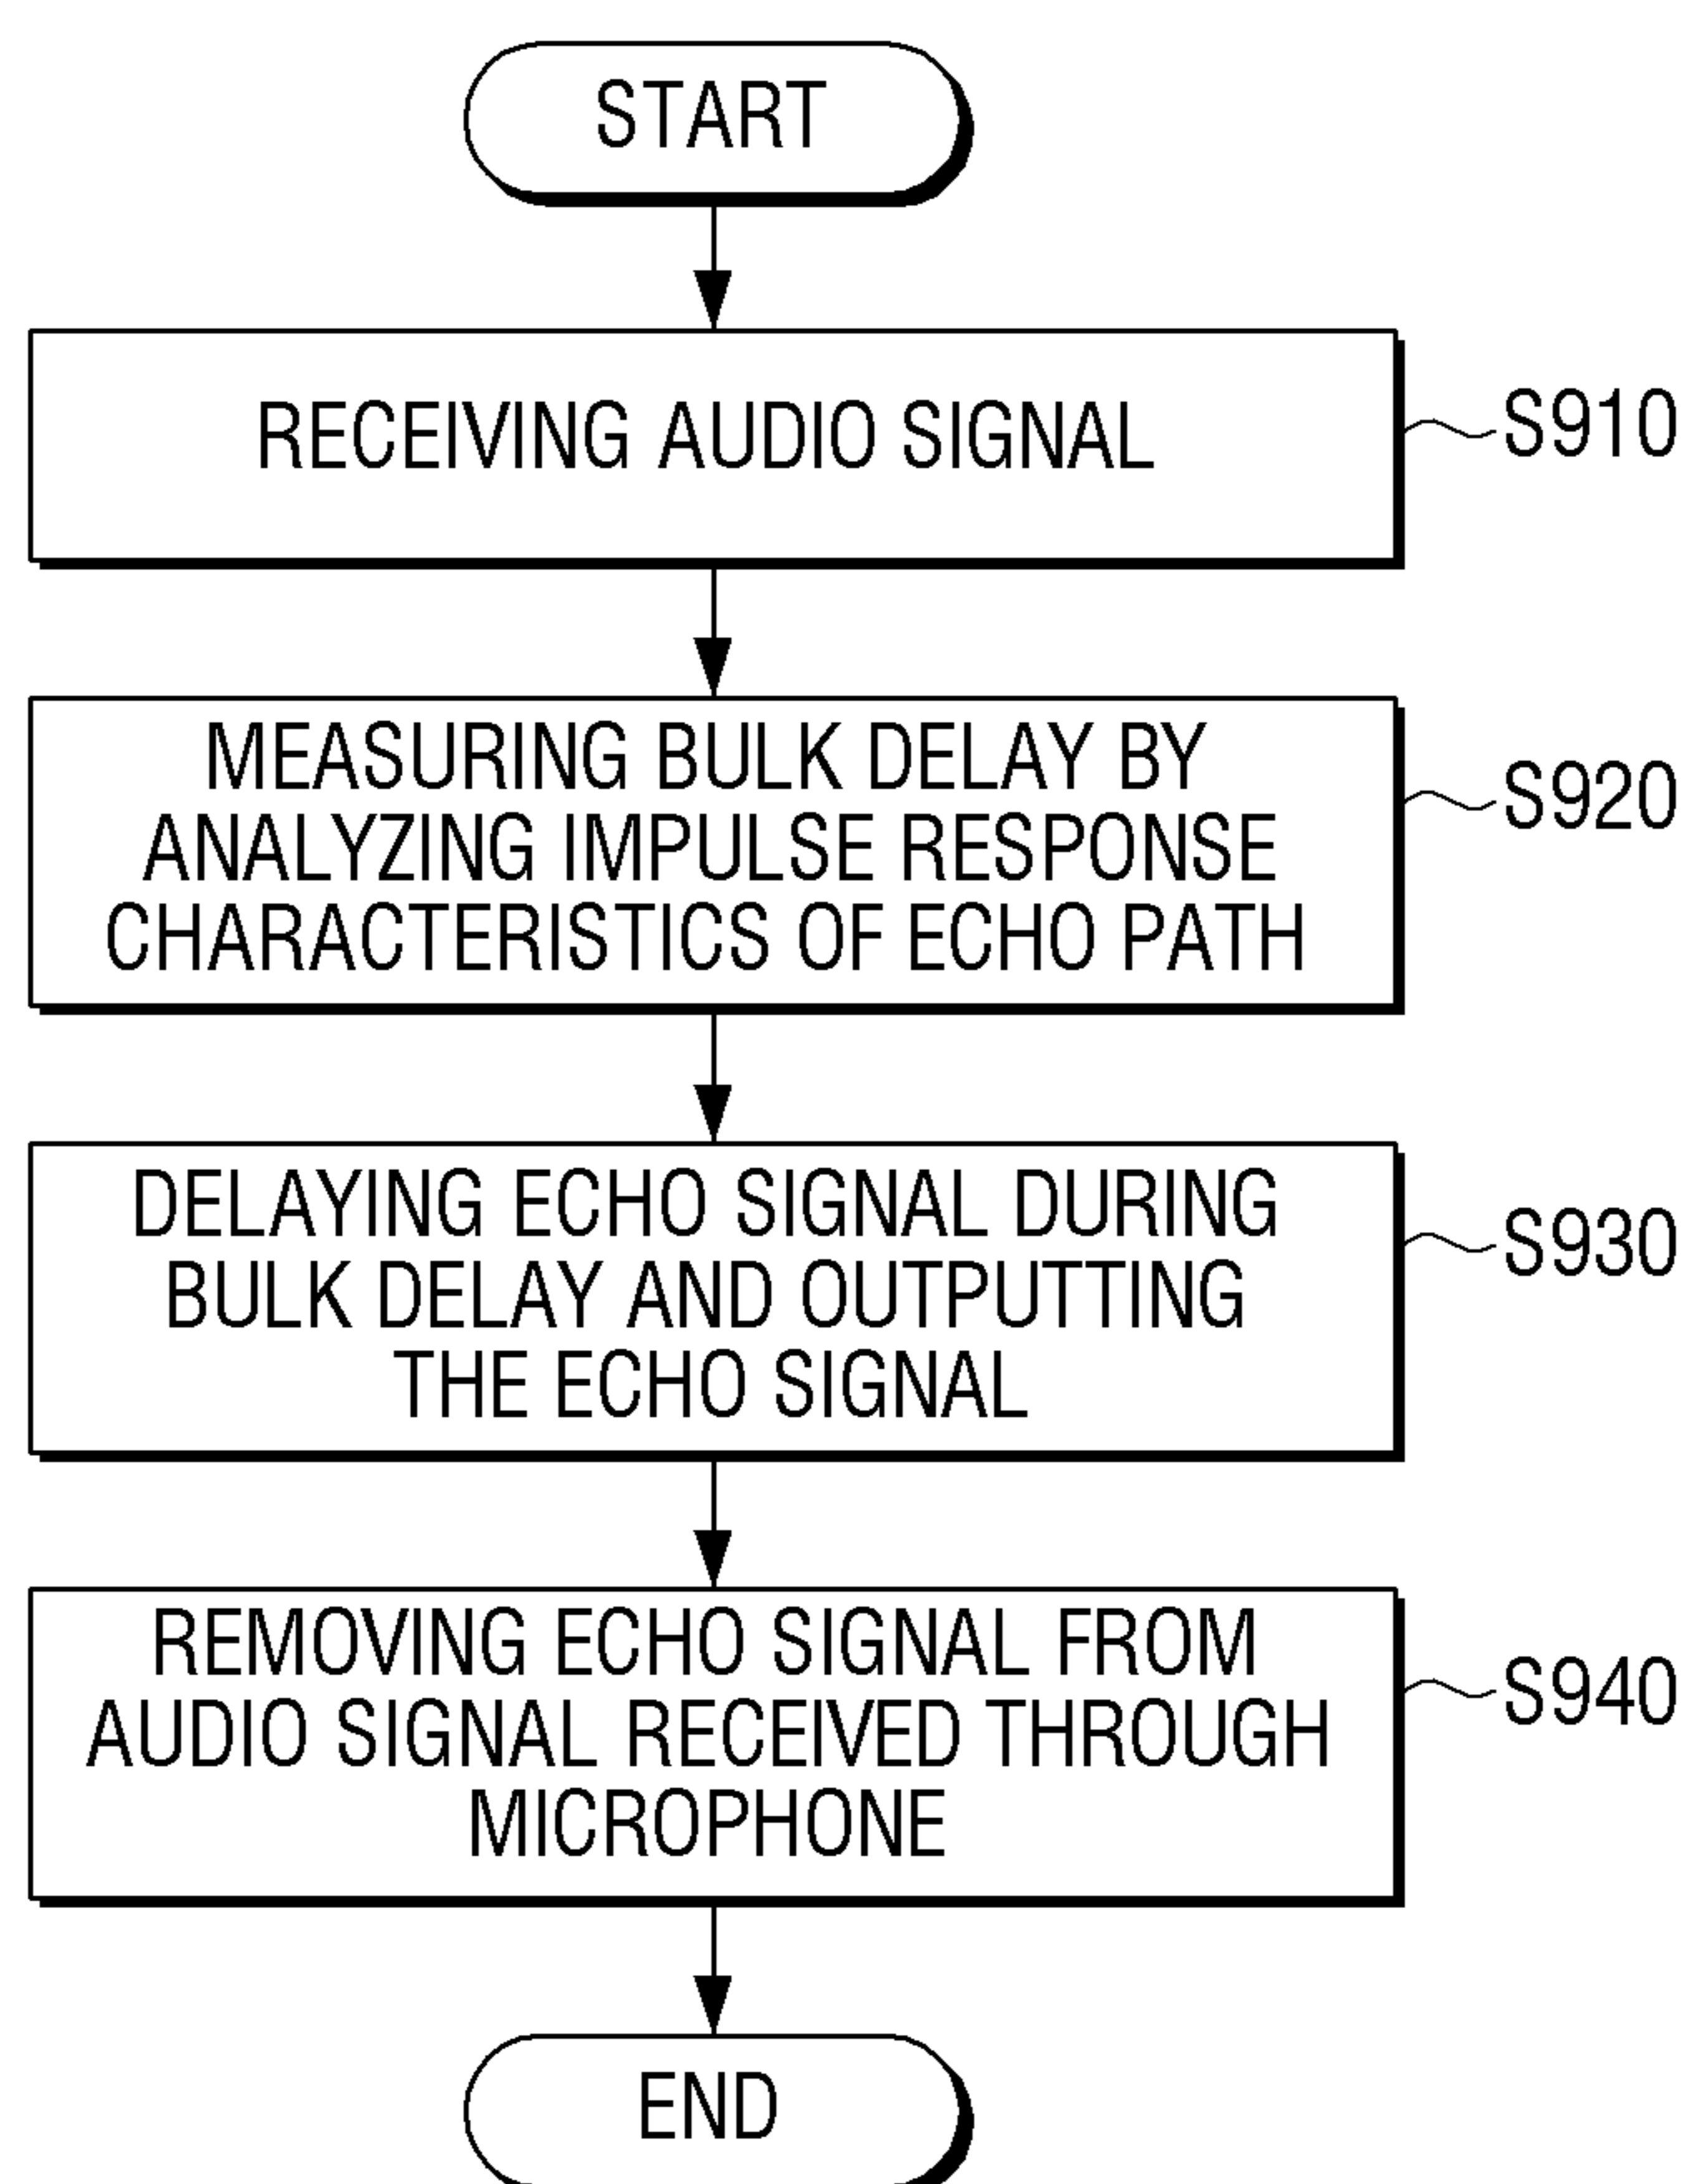 START
RECEIVING AUDIO SIGNAL
S910
MEASURING BULK DELAY BY
ANALYZING IMPULSE RESPONSE
CHARACTERISTICS OF ECHO PATH
S920
DELAYING ECHO SIGNAL DURING
BULK DELAY AND OUTPUTTING
THE ECHO SIGNAL
S930
REMOVING ECHO SIGNAL FROM
AUDIO SIGNAL RECEIVED THROUGH
MICROPHONE
S940
END